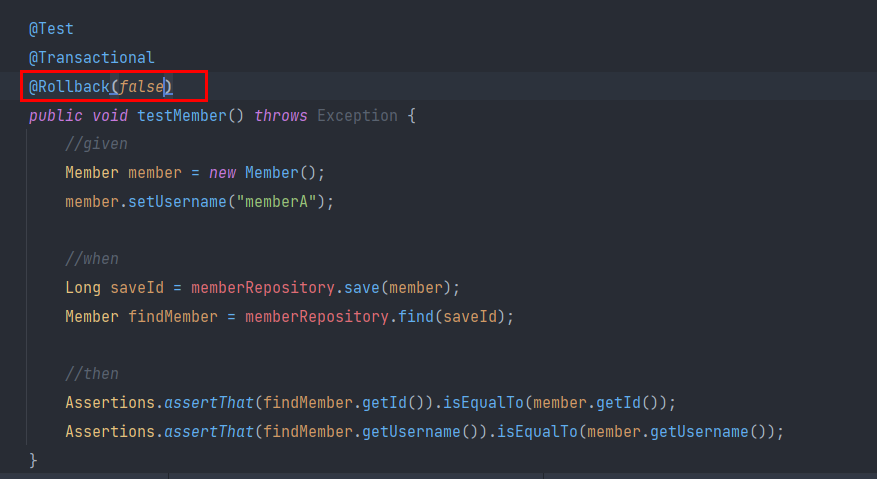 @Test
@Transactional
@Rollback(false)
public void testMember() throws Exception {
//given
Member member = new Member();
member.setUsername("memberA");
//when
Long saveId = memberRepository.save(member);
Member findMember = memberRepository.find(saveId);
//then
Assertions.assertThat(findMember.getId()).isEqualTo(member.getId());
Assertions.assertThat(findMember.getUsername()).isEqualTo(member.getUsername());
}